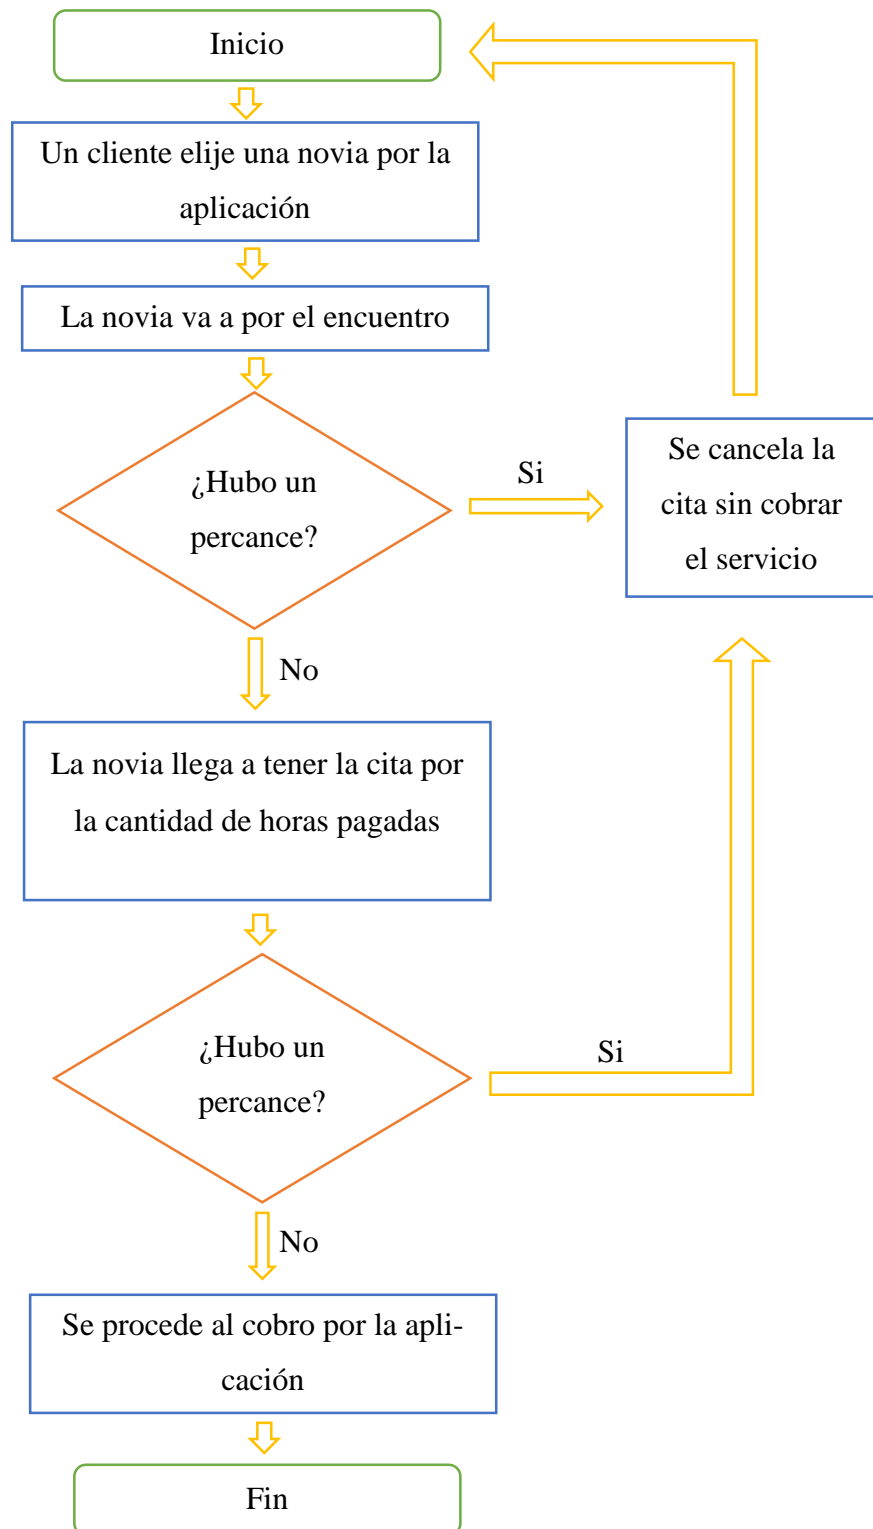 Inicio
Un cliente elije una novia por la
aplicación
La novia va a por el encuentro
¿Hubo un
percance?
Si
Se cancela la
cita sin cobrar
el servicio
No
La novia llega a tener la cita por
la cantidad de horas pagadas
¿Hubo un
percance?
Si
No
Se procede al cobro por la apli-
cación
Fin